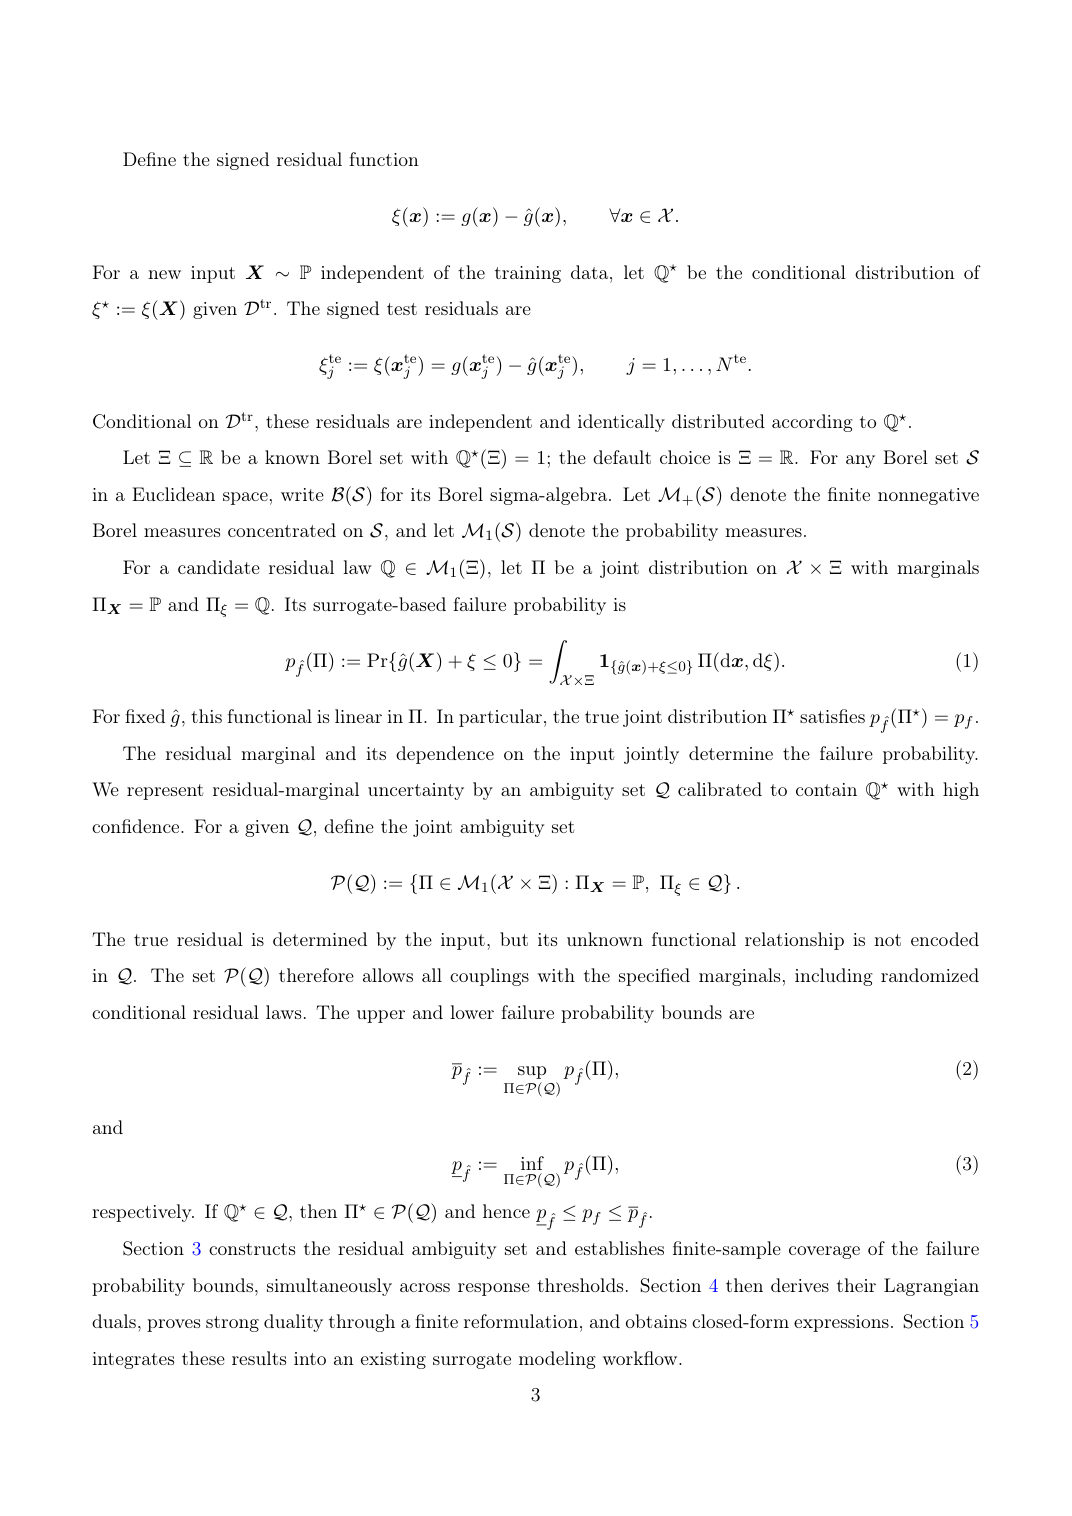 Define the signed residual function
ξ(𝒙) := g(𝒙) − ĝ(𝒙),  ∀𝒙 ∈ 𝒳.
For a new input 𝑿 ∼ ℙ independent of the training data, let ℚ⋆ be the conditional distribution of
ξ⋆ := ξ(𝑿) given 𝒟ᵗʳ. The signed test residuals are
ξⱼᵗᵉ := ξ(𝒙ⱼᵗᵉ) = g(𝒙ⱼᵗᵉ) − ĝ(𝒙ⱼᵗᵉ),  j = 1, . . . , Nᵗᵉ.
Conditional on 𝒟ᵗʳ, these residuals are independent and identically distributed according to ℚ⋆.
Let Ξ ⊆ ℝ be a known Borel set with ℚ⋆(Ξ) = 1; the default choice is Ξ = ℝ. For any Borel set 𝒮
in a Euclidean space, write ℬ(𝒮) for its Borel sigma-algebra. Let ℳ₊(𝒮) denote the finite nonnegative
Borel measures concentrated on 𝒮, and let ℳ₁(𝒮) denote the probability measures.
For a candidate residual law ℚ ∈ ℳ₁(Ξ), let Π be a joint distribution on 𝒳 × Ξ with marginals
Π_𝑿 = ℙ and Π_ξ = ℚ. Its surrogate-based failure probability is
p_f̂(Π) := Pr{ĝ(𝑿) + ξ ≤ 0} = ∫_{𝒳×Ξ} 𝟏_{ĝ(𝒙)+ξ≤0} Π(d𝒙, dξ). (1)
For fixed ĝ, this functional is linear in Π. In particular, the true joint distribution Π⋆ satisfies p_f̂(Π⋆) = p_f.
The residual marginal and its dependence on the input jointly determine the failure probability.
We represent residual-marginal uncertainty by an ambiguity set 𝒬 calibrated to contain ℚ⋆ with high
confidence. For a given 𝒬, define the joint ambiguity set
𝒫(𝒬) := {Π ∈ ℳ₁(𝒳 × Ξ) : Π_𝑿 = ℙ, Π_ξ ∈ 𝒬} .
The true residual is determined by the input, but its unknown functional relationship is not encoded
in 𝒬. The set 𝒫(𝒬) therefore allows all couplings with the specified marginals, including randomized
conditional residual laws. The upper and lower failure probability bounds are
p̅_f̂ := sup_{Π∈𝒫(𝒬)} p_f̂(Π), (2)
and
p̲_f̂ := inf_{Π∈𝒫(𝒬)} p_f̂(Π), (3)
respectively. If ℚ⋆ ∈ 𝒬, then Π⋆ ∈ 𝒫(𝒬) and hence p̲_f̂ ≤ p_f ≤ p̅_f̂.
Section 3 constructs the residual ambiguity set and establishes finite-sample coverage of the failure
probability bounds, simultaneously across response thresholds. Section 4 then derives their Lagrangian
duals, proves strong duality through a finite reformulation, and obtains closed-form expressions. Section 5
integrates these results into an existing surrogate modeling workflow.
3